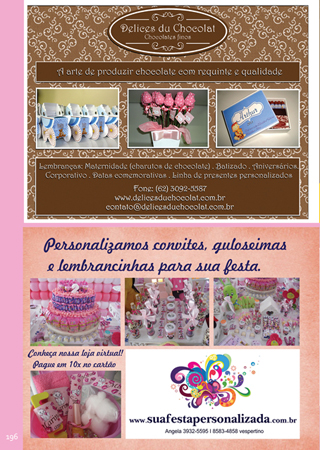 Delices du Chocolat
Chocolates finos
A arte de produzir chocolate com requinte e qualidade
Lembranças: Maternidade (charutos de chocolate) . Batizado . Aniversários
Corporativo . Datas comemorativas . Linha de presentes personalizados
Fone: (62) 3092-5587
www.delicesduchocolat.com.br
contato@delicesduchocolat.com.br
Personalizamos convites, guloseimas
e lembrancinhas para sua festa.
Conheça nossa loja virtual!
Pague em 10x no cartão
www.suafestapersonalizada.com.br
Angela 3932-5595 | 8583-4858 vespertino
196